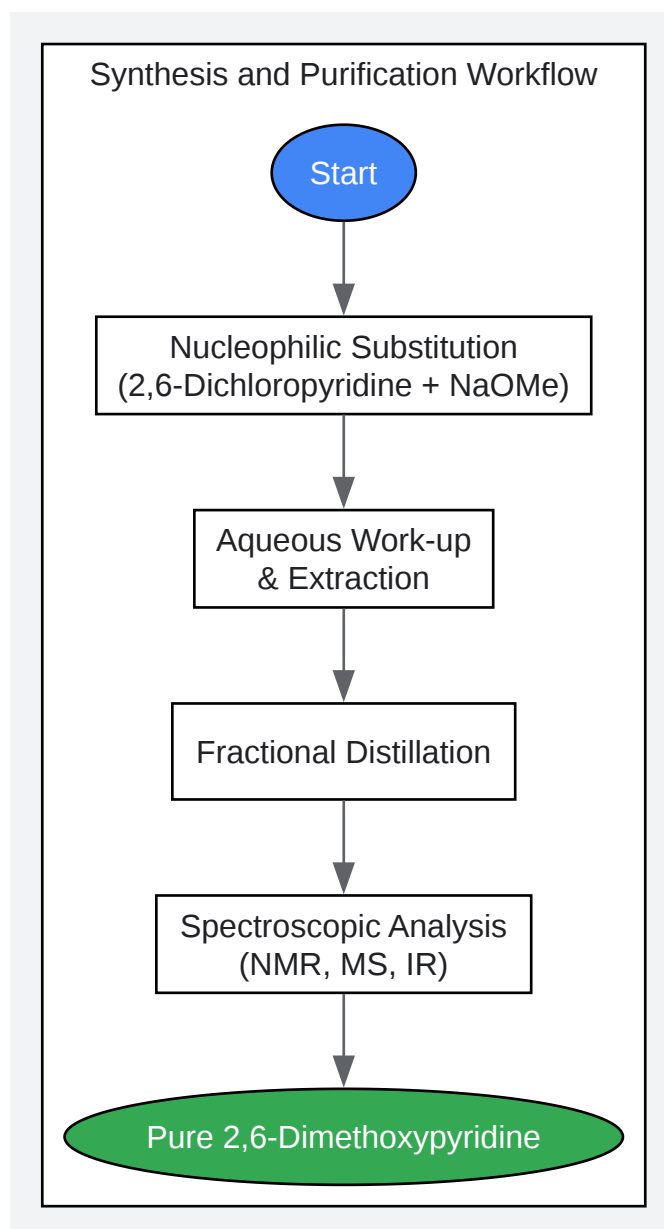 Synthesis and Purification Workflow
Start
Nucleophilic Substitution
(2,6-Dichloropyridine + NaOMe)
Aqueous Work-up
& Extraction
Fractional Distillation
Spectroscopic Analysis
(NMR, MS, IR)
Pure 2,6-Dimethoxypyridine